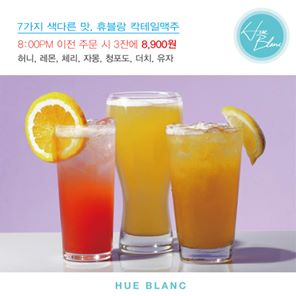 7가지 색다른 맛, 휴블랑 칵테일맥주
8:00PM 이전 주문 시 3잔에 8,900원
허니, 레몬, 체리, 자몽, 청포도, 더치, 유자
Hue
Blanc
HUE BLANC